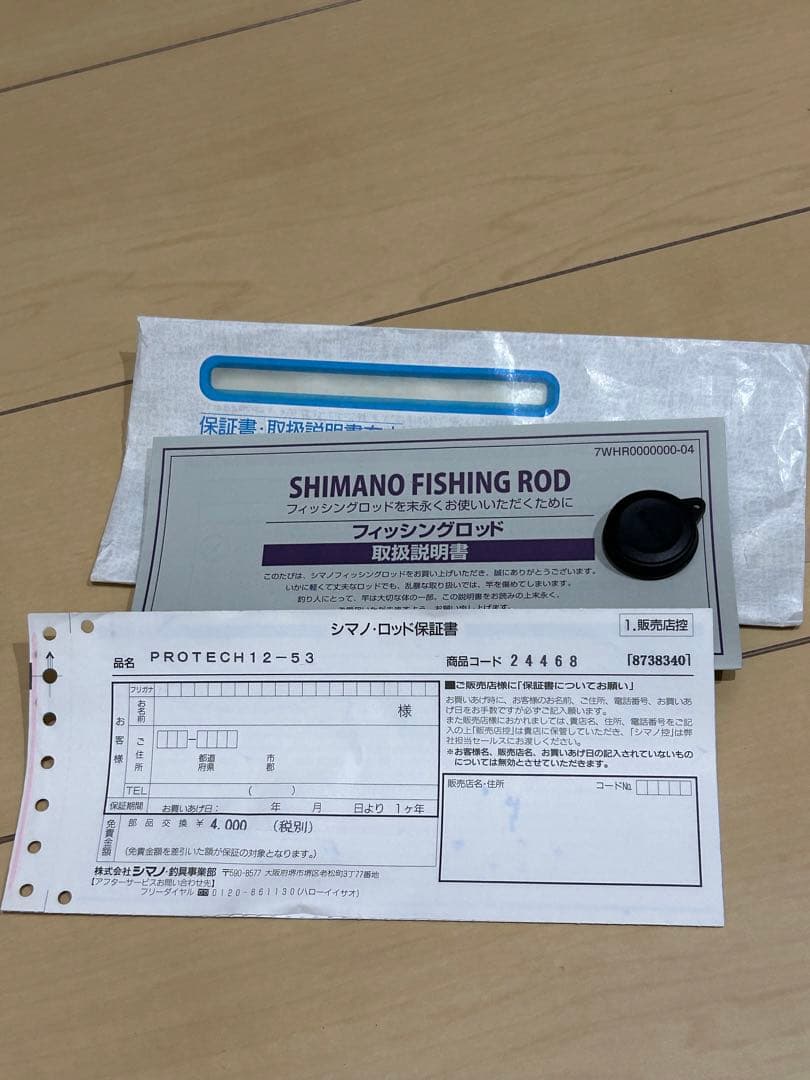 保証書・取扱説明書
7WHR0000000-04
SHIMANO FISHING ROD
フィッシングロッドを末永くお使いいただくために
フィッシングロッド
取扱説明書
このたびは、シマノフィッシングロッドをお買い上げいただき、誠にありがとうございます。
いかに軽くて丈夫なロッドでも、乱暴な取り扱いでは、竿を傷めてしまいます。
釣り人にとって、竿は大切な体の一部。この説明書をお読みの上末永く、
シマノ・ロッド保証書
1.販売店控
品名 PROTECH12-53
商品コード 24468
[8738340]
フリガナ
お客様
お名前
様
ご住所
都道府県
市郡
TEL ( )
保証期間 お買いあげ日: 年 月 日より 1ヶ年
免責金額
部品交換 ¥ 4,000 (税別)
(免責金額を差引いた額が保証の対象となります。)
株式会社シマノ・釣具事業部 〒590-8577 大阪府堺市堺区老松町3丁77番地
【アフターサービスお問い合わせ先】
フリーダイヤル 0120-861130(ハローイイサオ)
■ご販売店様に「保証書についてお願い」
お買いあげ時に、お客様のお名前、ご住所、電話番号、お買いあ
げ日をお手数ですが必ずご記入願います。
また販売店様におかれましては、貴店名、住所、電話番号をご記
入の上「販売店控」は貴店に保管していただき、「シマノ控」は弊
社担当セールスにお渡しください。
※お客様名、販売店名、お買いあげ日の記入されていないもの
については無効とさせていただきます。
販売店名・住所
コードNo.